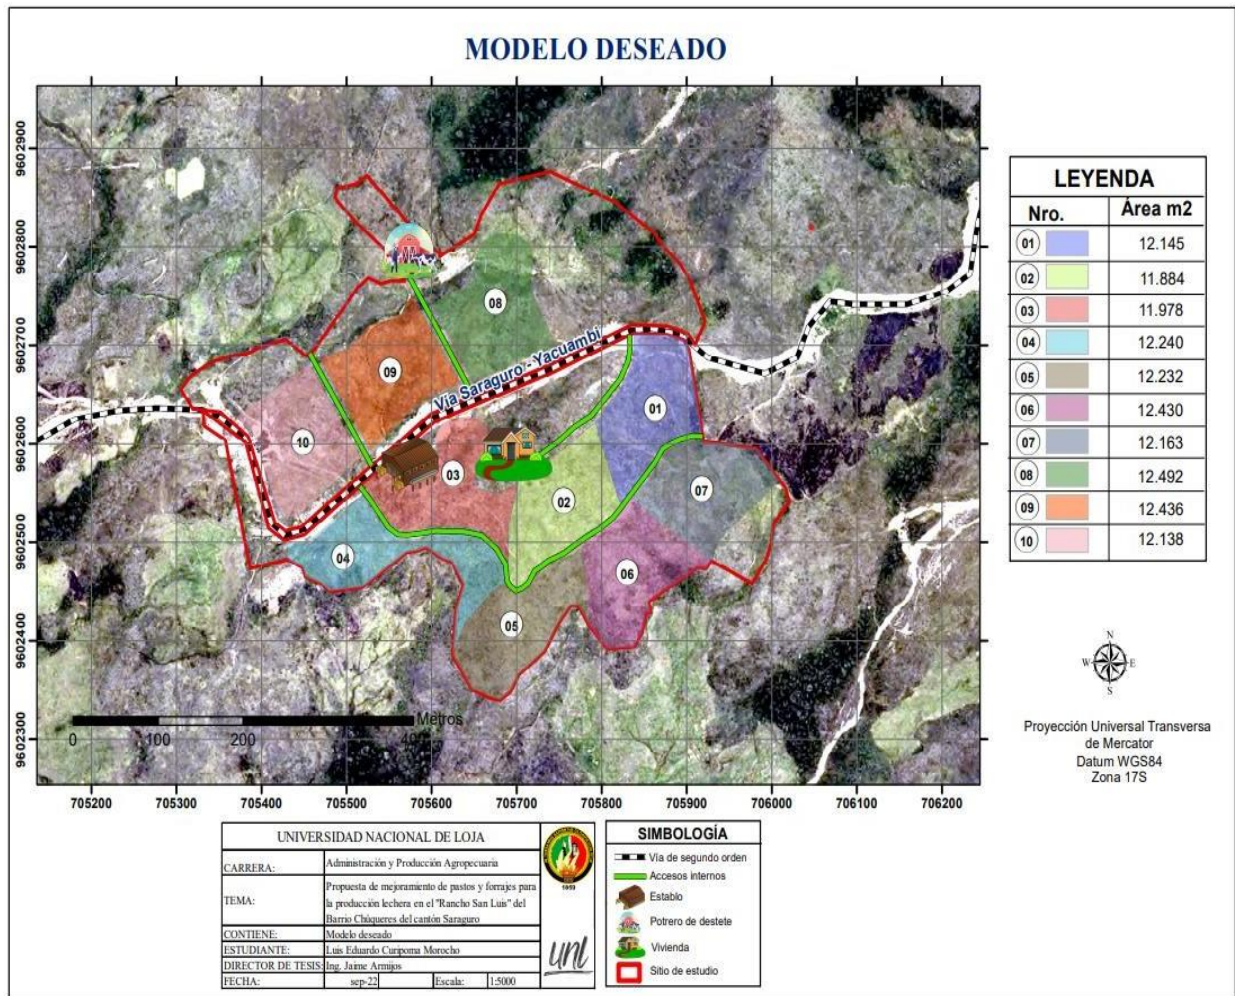 MODELO DESEADO
9602900
9602800
9602700
9602600
9602500
9602400
9602300
08
09
Vía Saraguro - Yacuambi
01
10
03
02
07
04
06
05
Metros
0 100 200
705200 705300 705400 705500 705600 705700 705800 705900 706000 706100 706200
LEYENDA
Nro. Área m2
01 12.145
02 11.884
03 11.978
04 12.240
05 12.232
06 12.430
07 12.163
08 12.492
09 12.436
10 12.138
N
W E
S
Proyección Universal Transversa
de Mercator
Datum WGS84
Zona 17S
UNIVERSIDAD NACIONAL DE LOJA
CARRERA: Administración y Producción Agropecuaria
TEMA: Propuesta de mejoramiento de pastos y forrajes para
la producción lechera en el "Rancho San Luis" del
Barrio Chúqueres del cantón Saraguro
CONTIENE: Modelo deseado
ESTUDIANTE: Luis Eduardo Curipoma Morocho
DIRECTOR DE TESIS: Ing. Jaime Armijos
FECHA: sep-22 Escala: 1:5000
1859
unl
SIMBOLOGÍA
Vía de segundo orden
Accesos internos
Establo
Potrero de destete
Vivienda
Sitio de estudio